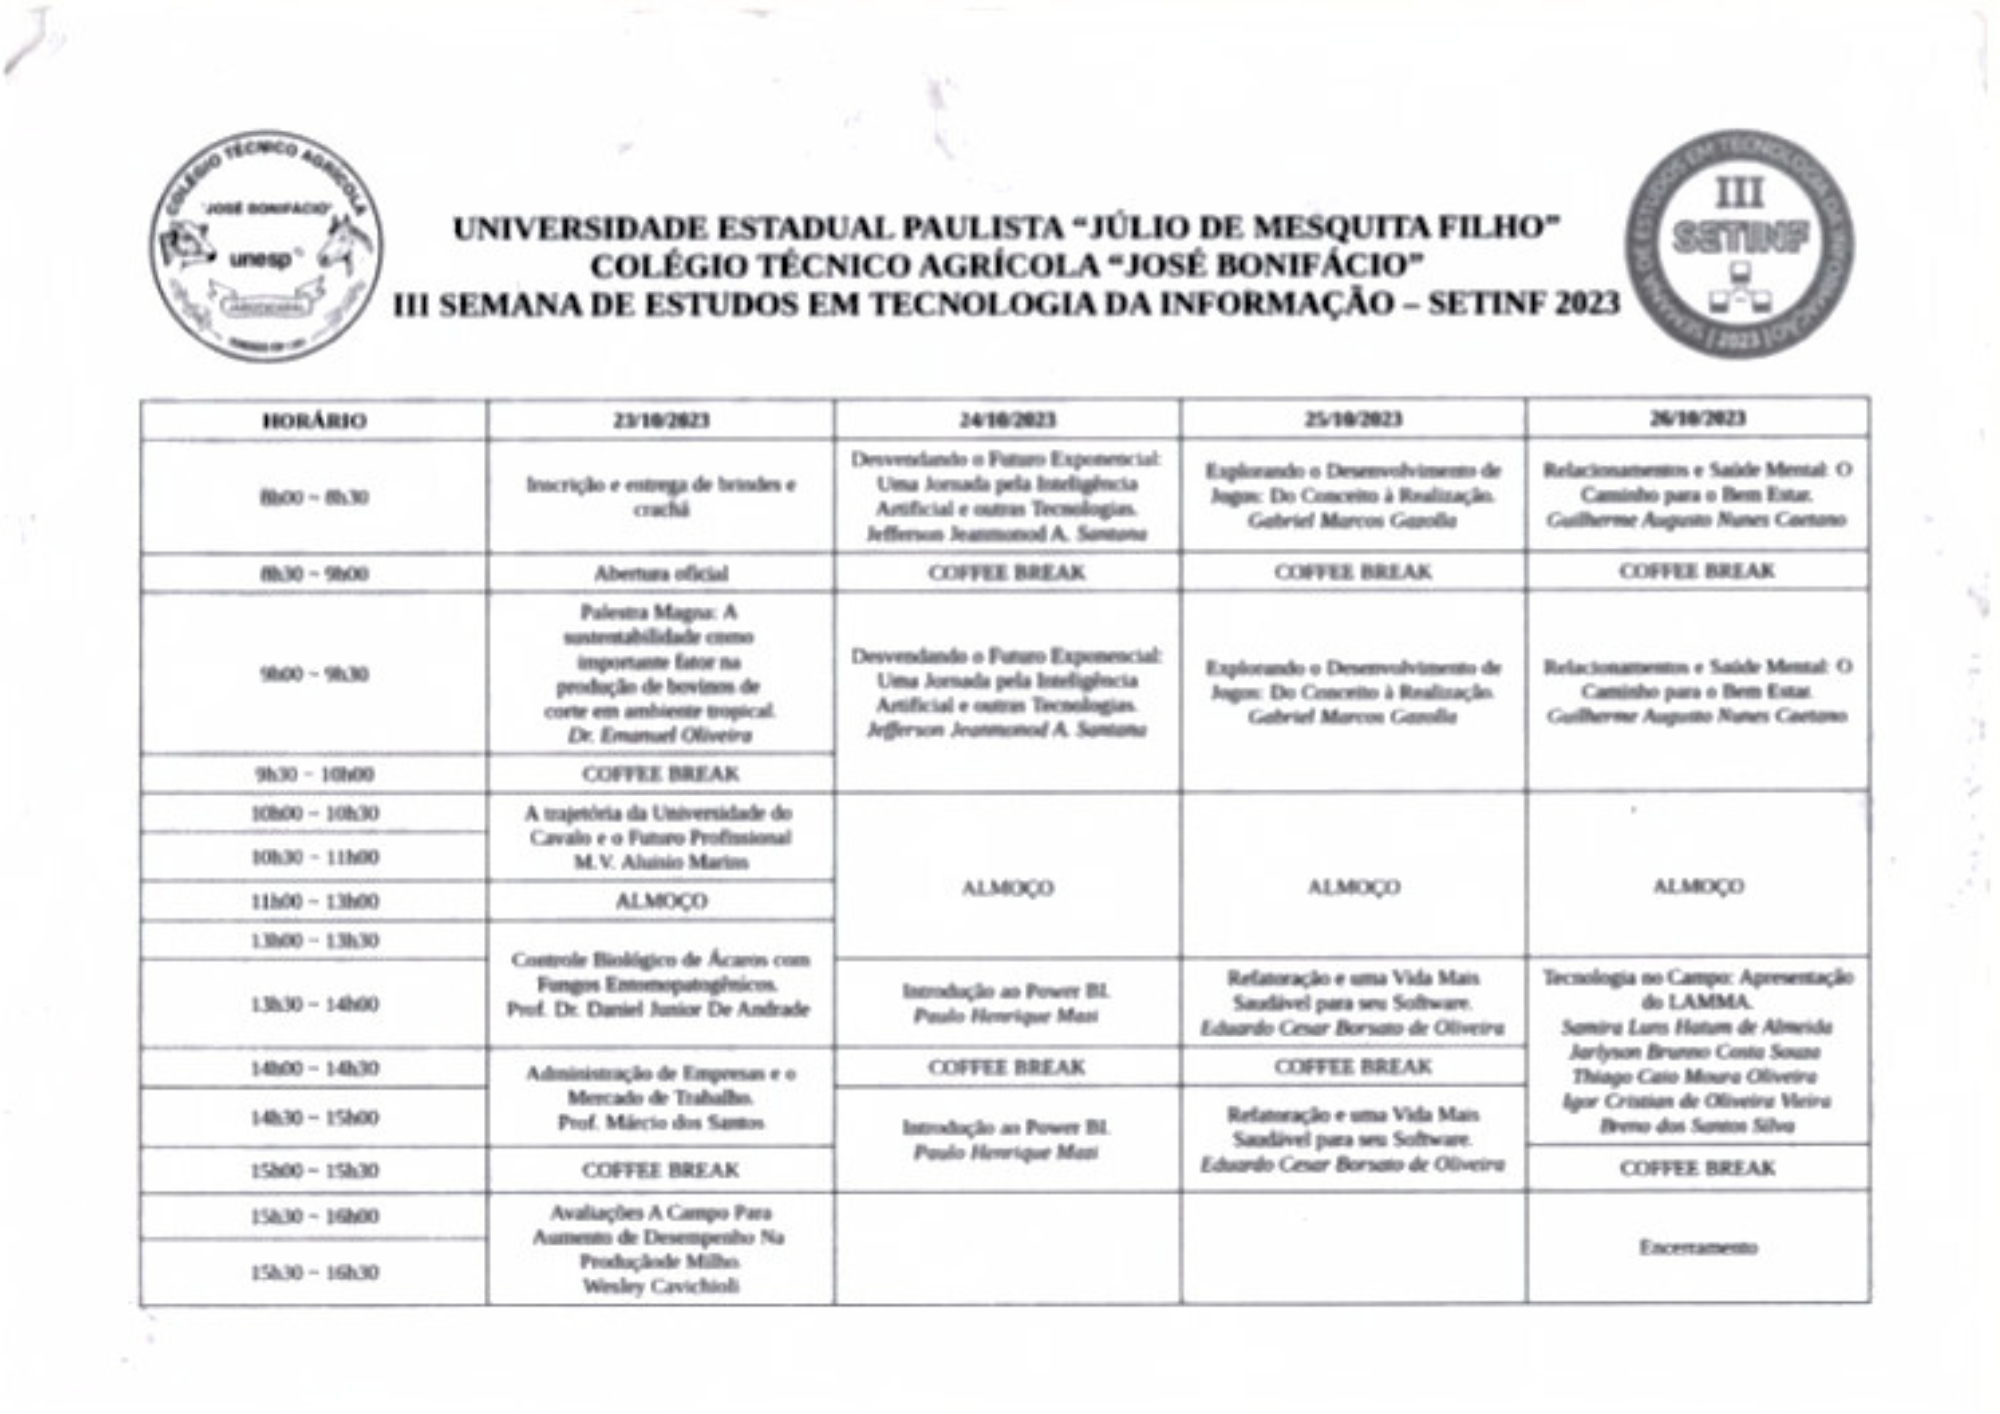 COLÉGIO TÉCNICO AGRÍCOLA
"JOSÉ BONIFÁCIO"
unesp
III
SETINF
SEMANA DE ESTUDOS EM TECNOLOGIA DA INFORMAÇÃO
| 2023 |
UNIVERSIDADE ESTADUAL PAULISTA “JÚLIO DE MESQUITA FILHO”
COLÉGIO TÉCNICO AGRÍCOLA “JOSÉ BONIFÁCIO”
III SEMANA DE ESTUDOS EM TECNOLOGIA DA INFORMAÇÃO – SETINF 2023
HORÁRIO
23/10/2023
24/10/2023
25/10/2023
26/10/2023
8h00 – 8h30
Inscrição e entrega de brindes e
crachá
Desvendando o Futuro Exponencial:
Uma Jornada pela Inteligência
Artificial e outras Tecnologias.
Jefferson Jeanmonod A. Santana
Explorando o Desenvolvimento de
Jogos: Do Conceito à Realização.
Gabriel Marcos Gazolla
Relacionamentos e Saúde Mental: O
Caminho para o Bem Estar.
Guilherme Augusto Nunes Caetano
8h30 – 9h00
Abertura oficial
COFFEE BREAK
COFFEE BREAK
COFFEE BREAK
9h00 – 9h30
Palestra Magna: A
sustentabilidade como
importante fator na
produção de bovinos de
corte em ambiente tropical.
Dr. Emanuel Oliveira
Desvendando o Futuro Exponencial:
Uma Jornada pela Inteligência
Artificial e outras Tecnologias.
Jefferson Jeanmonod A. Santana
Explorando o Desenvolvimento de
Jogos: Do Conceito à Realização.
Gabriel Marcos Gazolla
Relacionamentos e Saúde Mental: O
Caminho para o Bem Estar.
Guilherme Augusto Nunes Caetano
9h30 – 10h00
COFFEE BREAK
10h00 – 10h30
10h30 – 11h00
A trajetória da Universidade do
Cavalo e o Futuro Profissional
M.V. Aluisio Marins
ALMOÇO
ALMOÇO
ALMOÇO
11h00 – 13h00
ALMOÇO
13h00 – 13h30
13h30 – 14h00
Controle Biológico de Ácaros com
Fungos Entomopatogênicos.
Prof. Dr. Daniel Junior De Andrade
Introdução ao Power BI.
Paulo Henrique Masi
Refatoração e uma Vida Mais
Saudável para seu Software.
Eduardo Cesar Borsato de Oliveira
Tecnologia no Campo: Apresentação
do LAMMA.
Samira Luns Hatum de Almeida
Jarlyson Brunno Costa Souza
Thiago Caio Moura Oliveira
Igor Cristian de Oliveira Vieira
Breno dos Santos Silva
14h00 – 14h30
14h30 – 15h00
Administração de Empresas e o
Mercado de Trabalho.
Prof. Márcio dos Santos
COFFEE BREAK
COFFEE BREAK
Introdução ao Power BI.
Paulo Henrique Masi
Refatoração e uma Vida Mais
Saudável para seu Software.
Eduardo Cesar Borsato de Oliveira
15h00 – 15h30
COFFEE BREAK
COFFEE BREAK
15h30 – 16h00
15h30 – 16h30
Avaliações A Campo Para
Aumento de Desempenho Na
Produçãode Milho.
Wesley Cavichioli
Encerramento